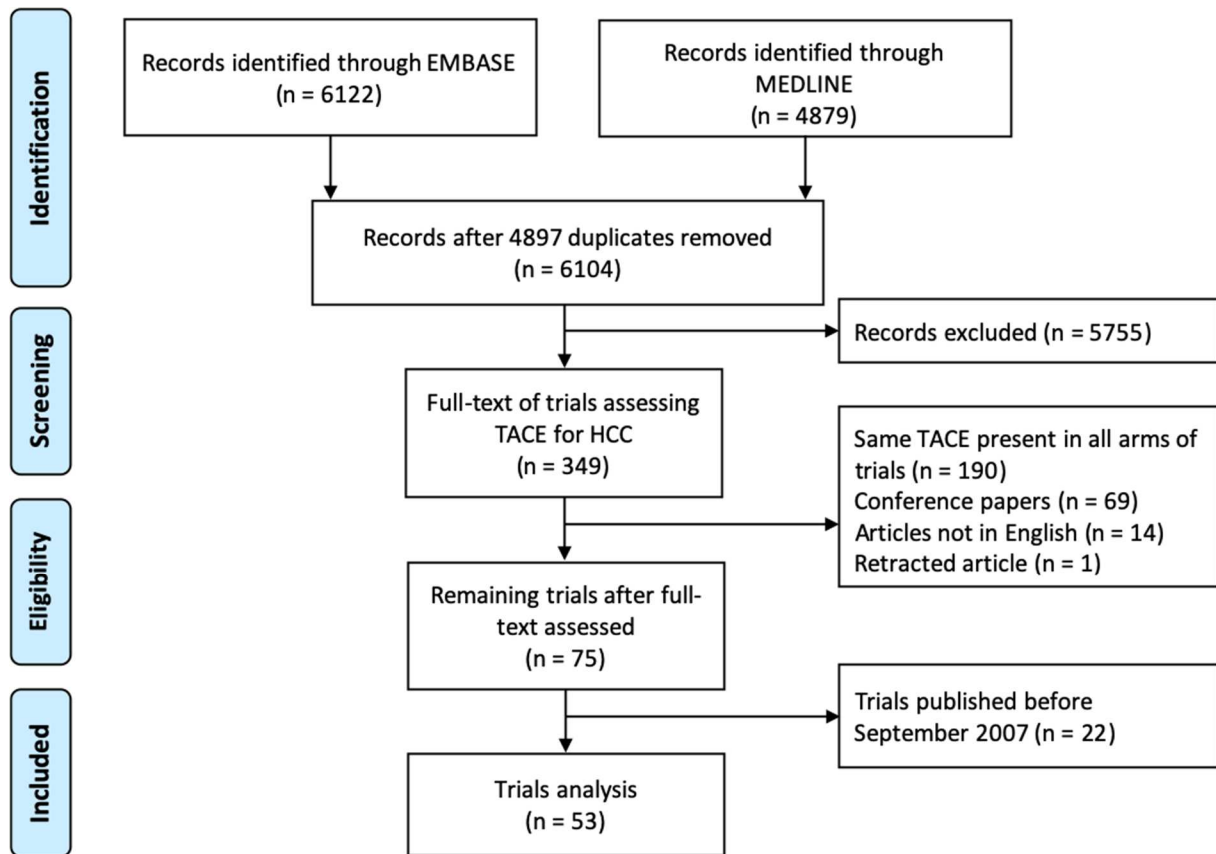 Identification
Records identified through EMBASE
(n = 6122)
Records identified through
MEDLINE
(n = 4879)
Records after 4897 duplicates removed
(n = 6104)
Screening
Records excluded (n = 5755)
Full-text of trials assessing
TACE for HCC
(n = 349)
Same TACE present in all arms of
trials (n = 190)
Conference papers (n = 69)
Articles not in English (n = 14)
Retracted article (n = 1)
Eligibility
Remaining trials after full-
text assessed
(n = 75)
Trials published before
September 2007 (n = 22)
Included
Trials analysis
(n = 53)